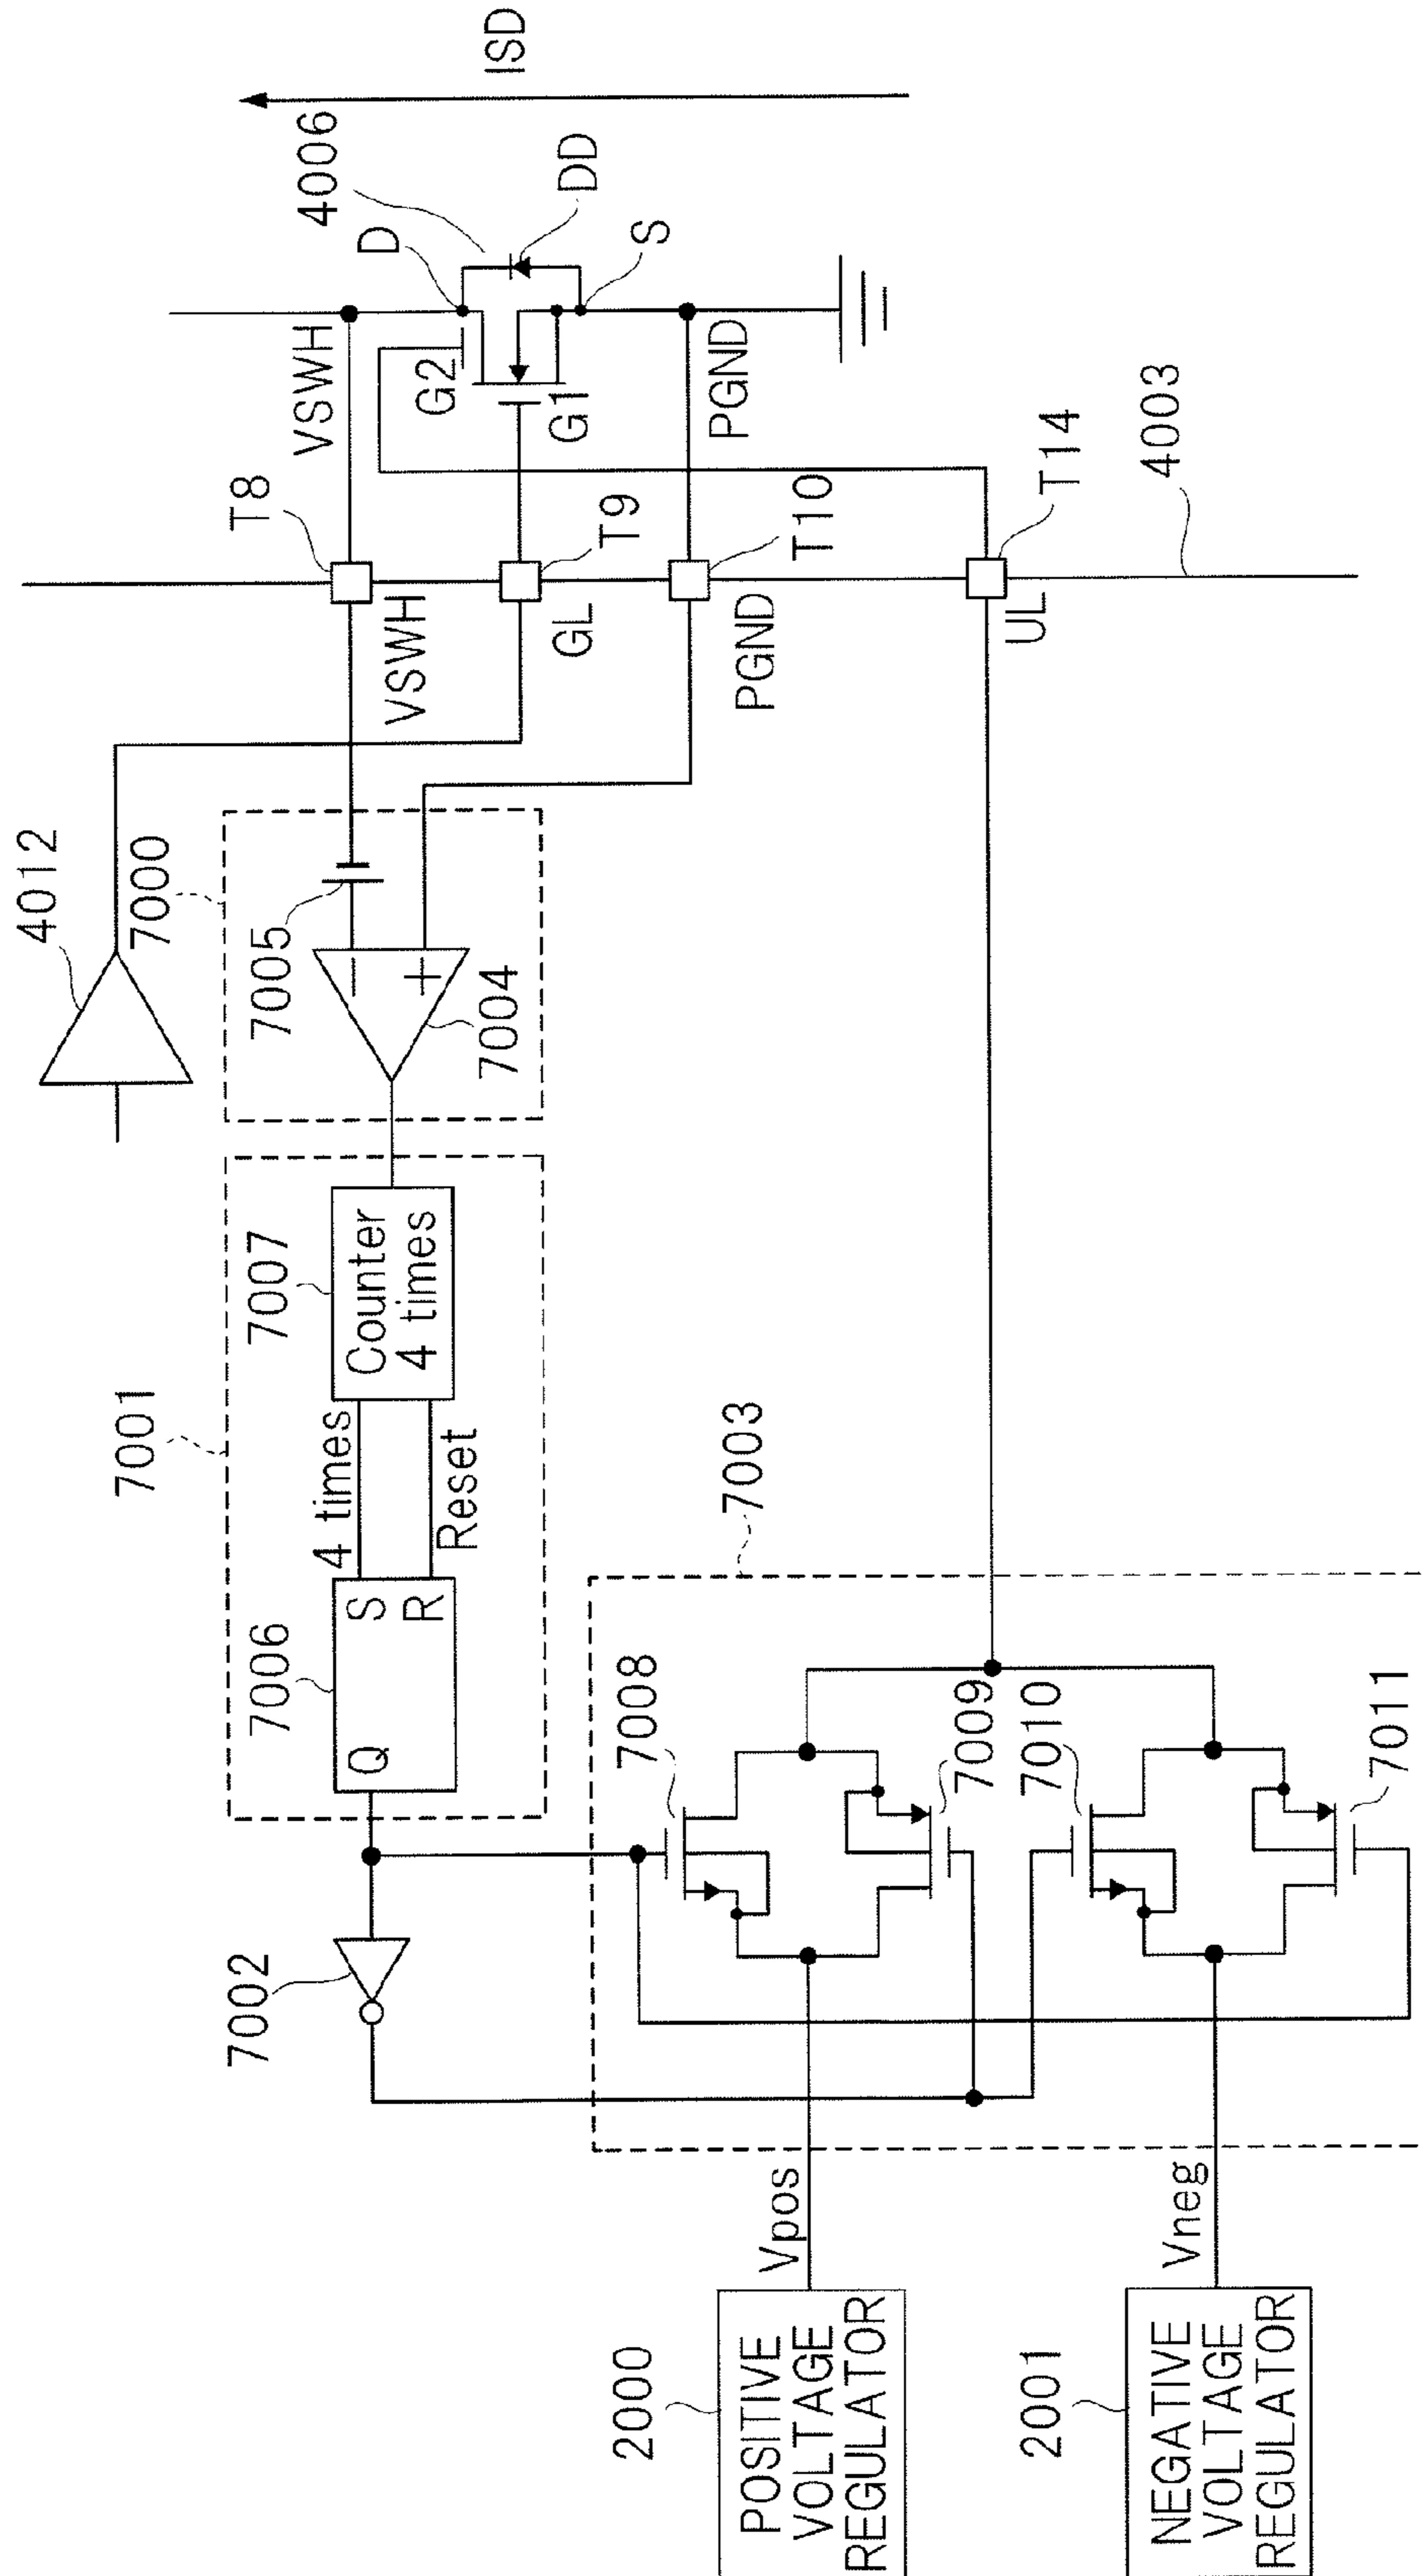 ISD
4006
D
DD
S
VSWH
G2
G1
PGND
T8
T9
T10
T14
4003
VSWH
GL
PGND
UL
4012
7000
7005
−
+
7004
7001
7007
Counter
4 times
4 times
Reset
7006
S
R
Q
7003
7008
7009
7010
7011
7002
Vpos
Vneg
2000
POSITIVE
VOLTAGE
REGULATOR
2001
NEGATIVE
VOLTAGE
REGULATOR